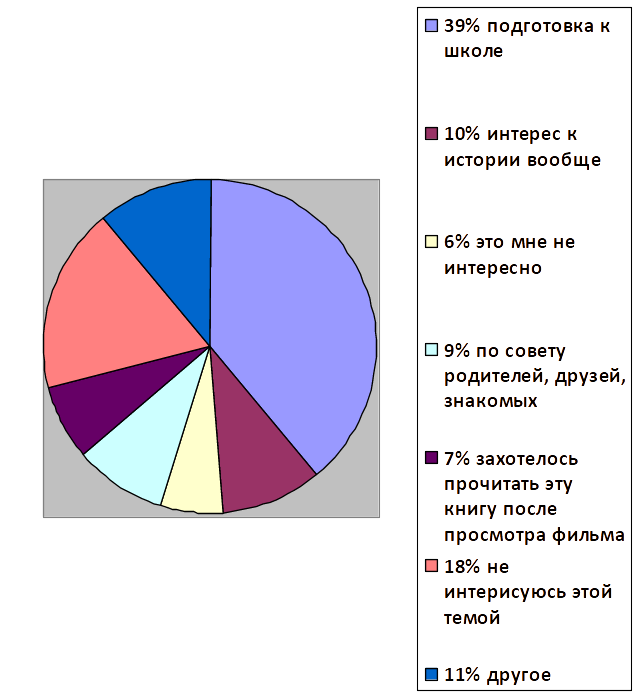 39% подготовка к
школе
10% интерес к
истории вообще
6% это мне не
интересно
9% по совету
родителей, друзей,
знакомых
7% захотелось
прочитать эту
книгу после
просмотра фильма
18% не
интерисуюсь этой
темой
11% другое